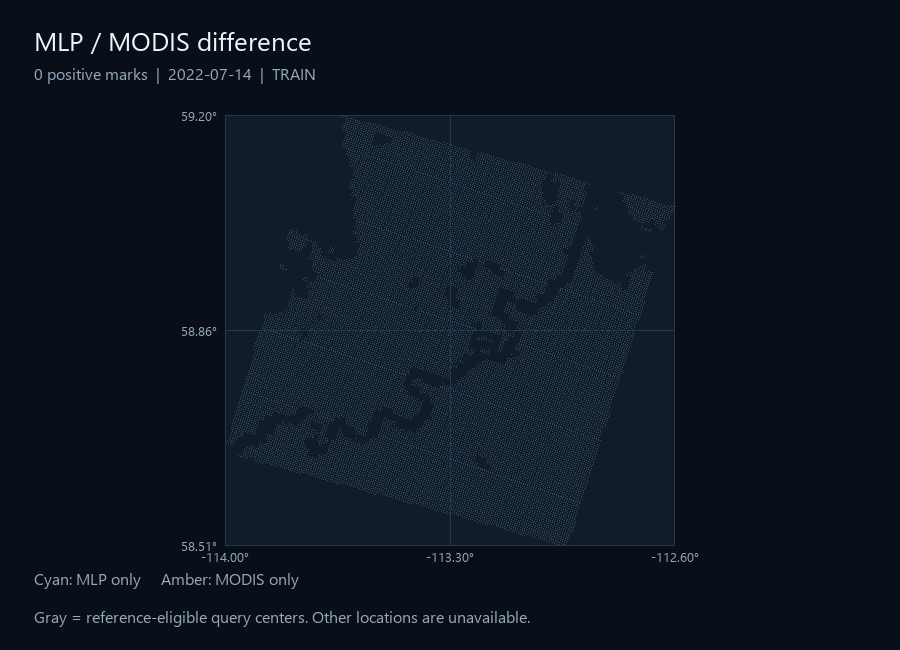 MLP / MODIS difference
0 positive marks | 2022-07-14 | TRAIN
59.20°
58.86°
58.51°
-114.00° -113.30° -112.60°
Cyan: MLP only Amber: MODIS only
Gray = reference-eligible query centers. Other locations are unavailable.